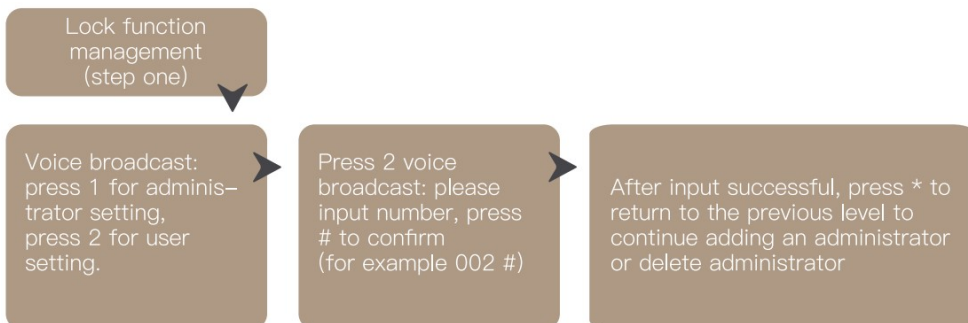 Lock function
management
(step one)
Voice broadcast:
press 1 for adminis-
trator setting,
press 2 for user
setting.
Press 2 voice
broadcast: please
input number, press
# to confirm
(for example 002 #)
After input successful, press * to
return to the previous level to
continue adding an administrator
or delete administrator